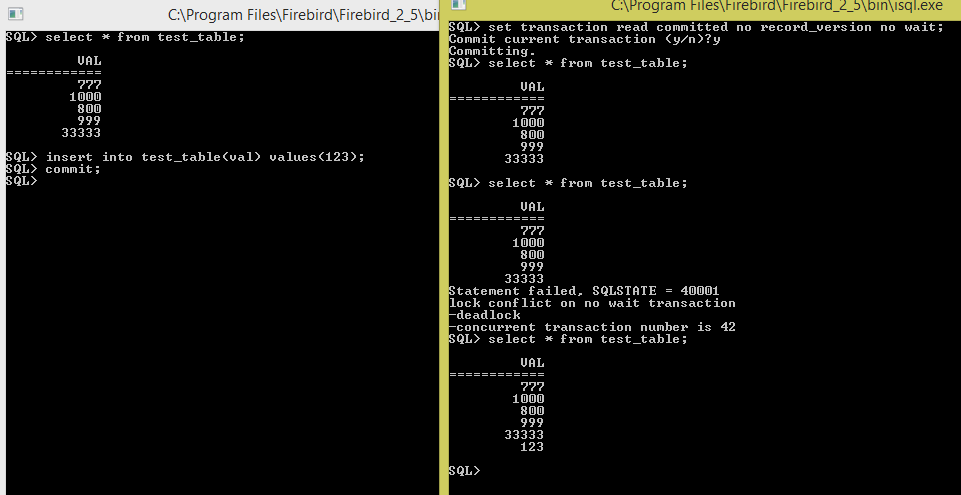 C:\Program Files\Firebird\Firebird_2_5\bin
SQL> select * from test_table;
VAL
============
777
1000
800
999
33333
SQL> insert into test_table(val) values(123);
SQL> commit;
SQL>
C:\Program Files\Firebird\Firebird_2_5\bin\isql.exe
SQL> set transaction read committed no record_version no wait;
Commit current transaction (y/n)?y
Committing.
SQL> select * from test_table;
VAL
============
777
1000
800
999
33333
SQL> select * from test_table;
VAL
============
777
1000
800
999
33333
Statement failed, SQLSTATE = 40001
lock conflict on no wait transaction
-deadlock
-concurrent transaction number is 42
SQL> select * from test_table;
VAL
============
777
1000
800
999
33333
123
SQL>